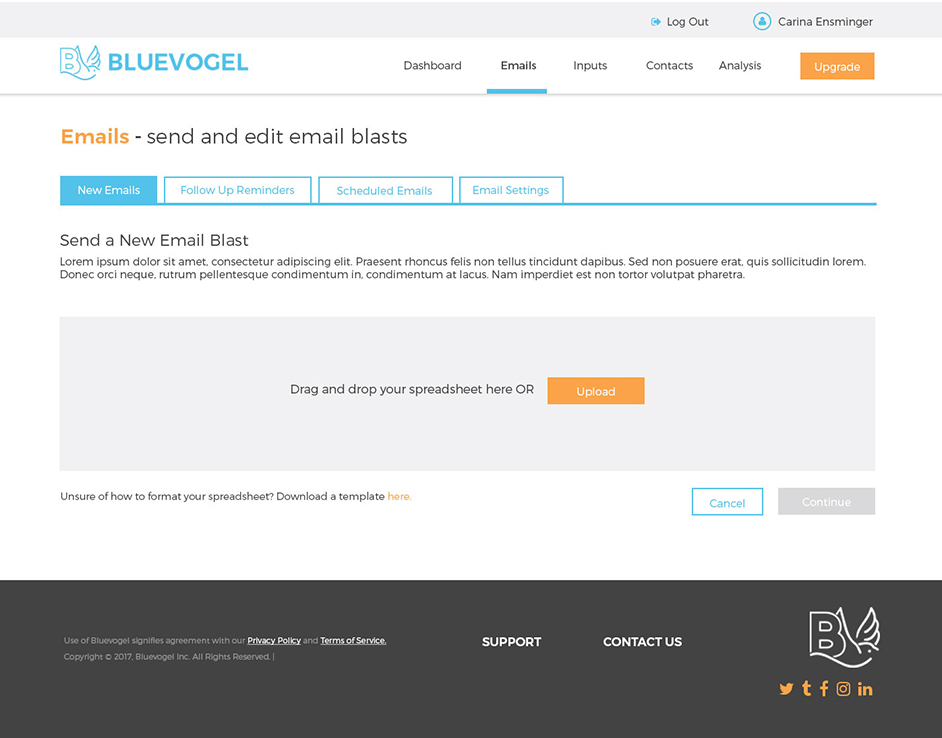 Log Out
Carina Ensminger
BV BLUEVOGEL
Dashboard
Emails
Inputs
Contacts
Analysis
Upgrade
Emails - send and edit email blasts
New Emails
Follow Up Reminders
Scheduled Emails
Email Settings
Send a New Email Blast
Lorem ipsum dolor sit amet, consectetur adipiscing elit. Praesent rhoncus felis non tellus tincidunt dapibus. Sed non posuere erat, quis sollicitudin lorem.
Donec orci neque, rutrum pellentesque condimentum in, condimentum at lacus. Nam imperdiet est non tortor volutpat pharetra.
Drag and drop your spreadsheet here OR
Upload
Unsure of how to format your spreadsheet? Download a template here.
Cancel
Continue
Use of Bluevogel signifies agreement with our Privacy Policy and Terms of Service.
Copyright © 2017, Bluevogel Inc. All Rights Reserved. |
SUPPORT
CONTACT US
BV